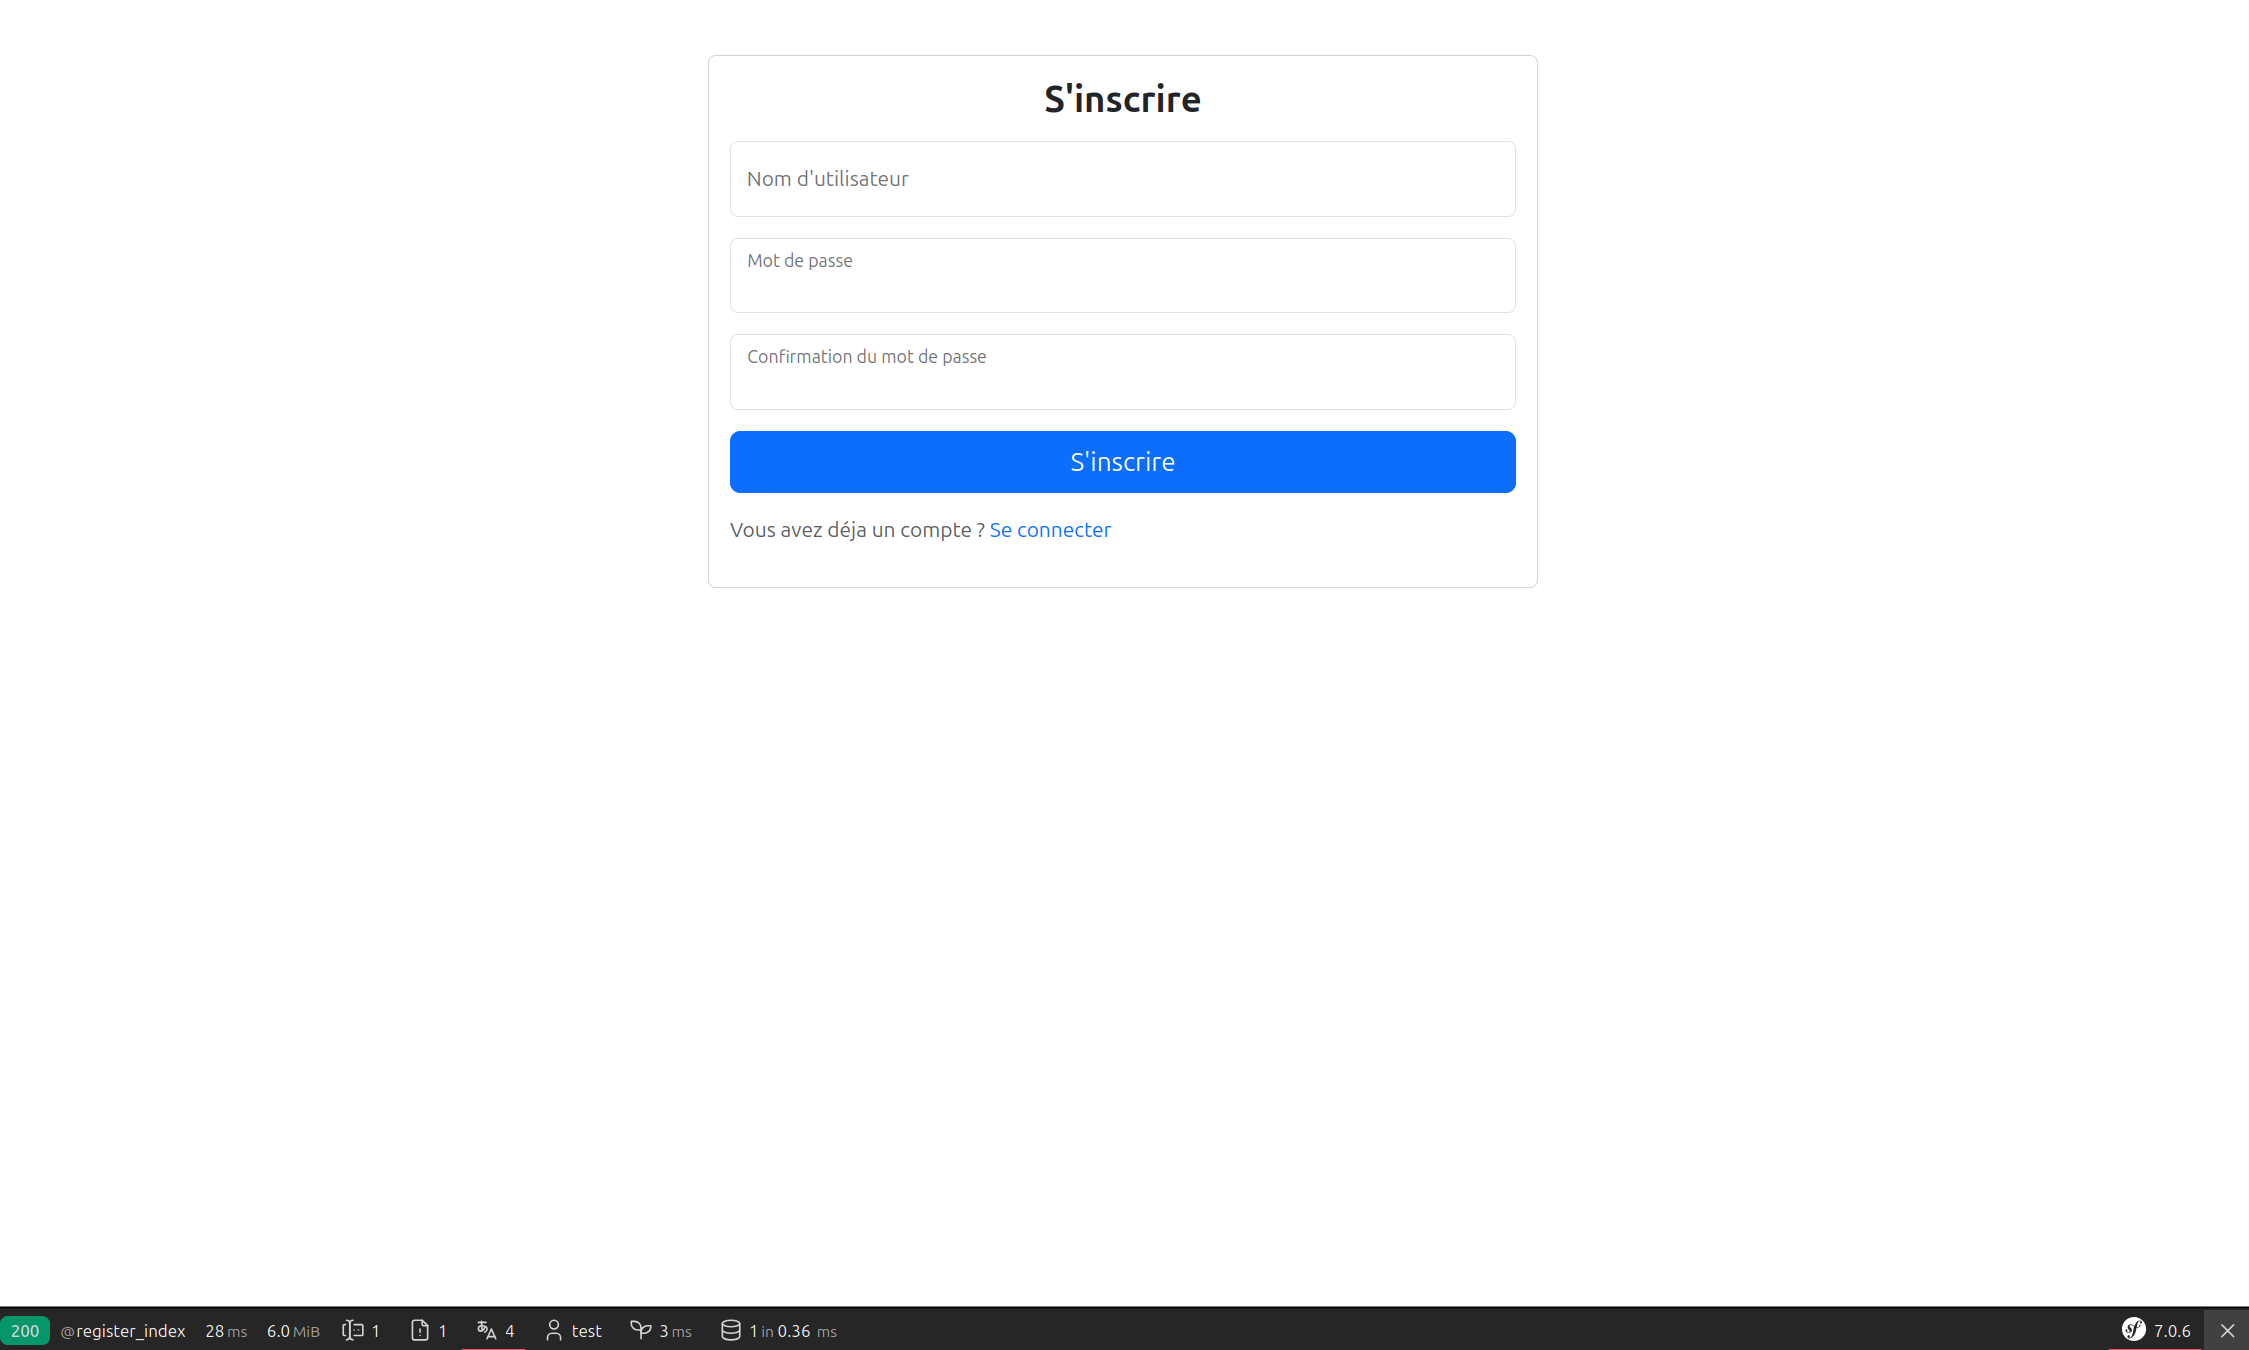 S'inscrire
Nom d'utilisateur
Mot de passe
Confirmation du mot de passe
S'inscrire
Vous avez déja un compte ? Se connecter
200 @register_index 28 ms 6.0 MiB 1 1 4 test 3 ms 1 in 0.36 ms sf 7.0.6